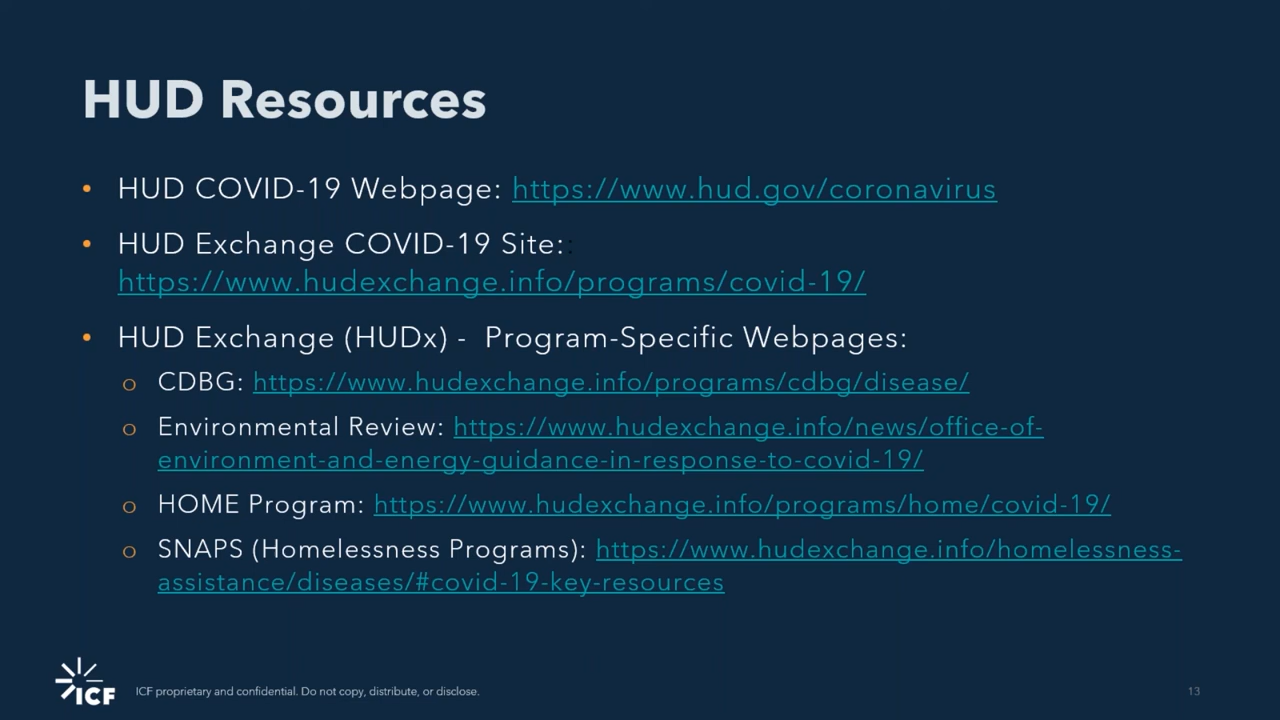 HUD Resources
• HUD COVID-19 Webpage: https://www.hud.gov/coronavirus
• HUD Exchange COVID-19 Site::
https://www.hudexchange.info/programs/covid-19/
• HUD Exchange (HUDx) - Program-Specific Webpages:
o CDBG: https://www.hudexchange.info/programs/cdbg/disease/
o Environmental Review: https://www.hudexchange.info/news/office-of-
environment-and-energy-guidance-in-response-to-covid-19/
o HOME Program: https://www.hudexchange.info/programs/home/covid-19/
o SNAPS (Homelessness Programs): https://www.hudexchange.info/homelessness-
assistance/diseases/#covid-19-key-resources
ICF
ICF proprietary and confidential. Do not copy, distribute, or disclose.
13